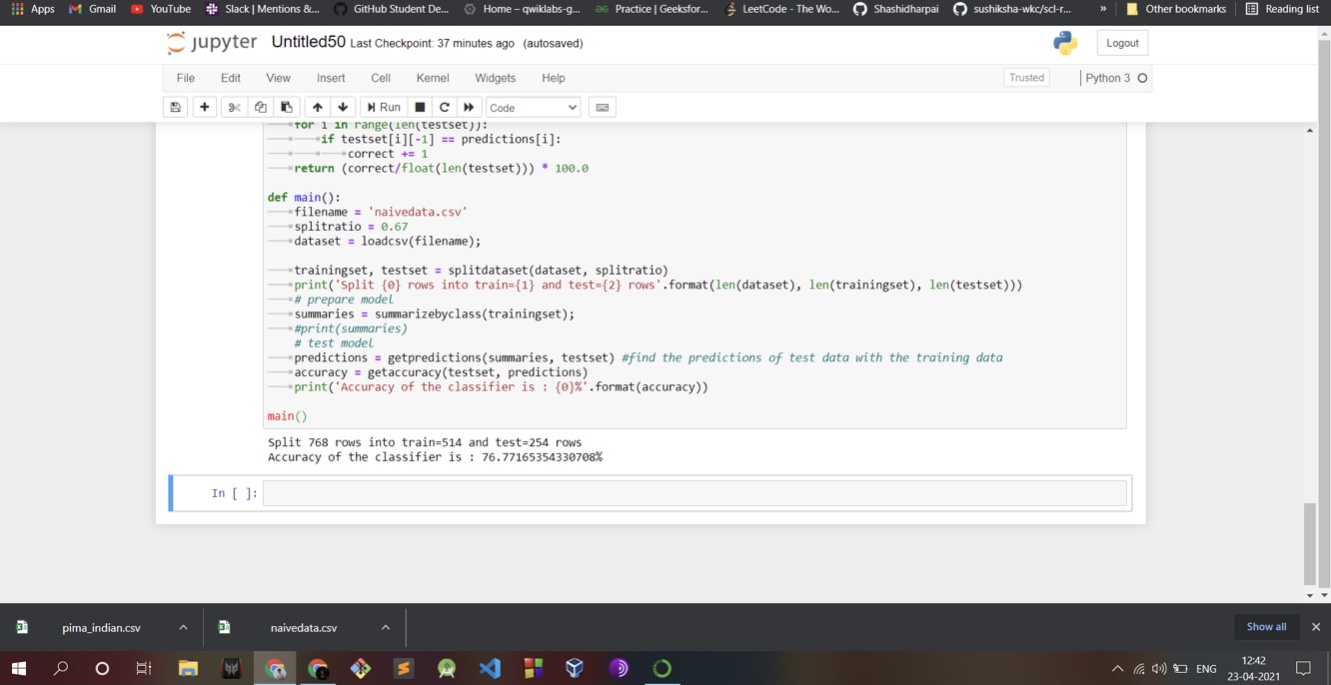 Apps Gmail YouTube Slack | Mentions &... GitHub Student De... Home – qwiklabs-g... Practice | Geeksfor... LeetCode - The Wo... Shashidharpai sushiksha-wkc/scl-r... » Other bookmarks Reading list
jupyter Untitled50 Last Checkpoint: 37 minutes ago (autosaved) Logout
File Edit View Insert Cell Kernel Widgets Help Trusted Python 3
Run Code
for i in range(len(testset)):
if testset[i][-1] == predictions[i]:
correct += 1
return (correct/float(len(testset))) * 100.0
def main():
filename = 'naivedata.csv'
splitratio = 0.67
dataset = loadcsv(filename);
trainingset, testset = splitdataset(dataset, splitratio)
print('Split {0} rows into train={1} and test={2} rows'.format(len(dataset), len(trainingset), len(testset)))
# prepare model
summaries = summarizebyclass(trainingset);
#print(summaries)
# test model
predictions = getpredictions(summaries, testset) #find the predictions of test data with the training data
accuracy = getaccuracy(testset, predictions)
print('Accuracy of the classifier is : {0}%'.format(accuracy))
main()
Split 768 rows into train=514 and test=254 rows
Accuracy of the classifier is : 76.77165354330708%
In [ ]:
pima_indian.csv naivedata.csv Show all
ENG 12:42
23-04-2021